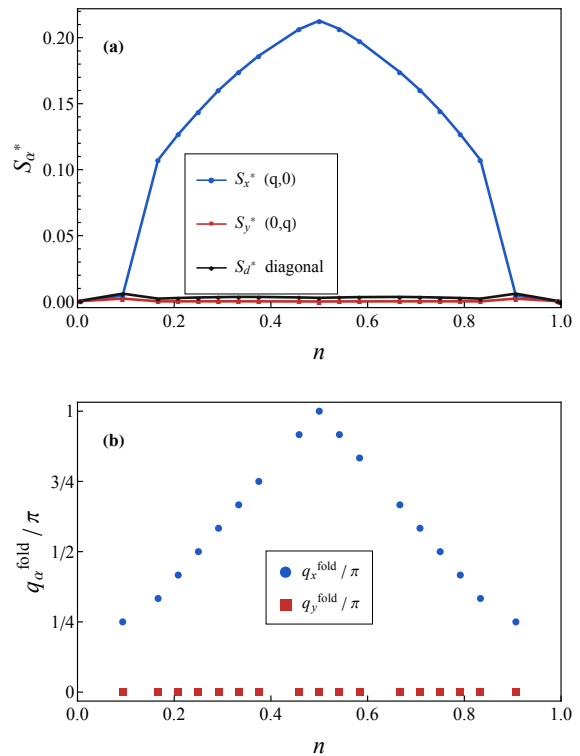 (a)
0.20
0.15
0.10
0.05
0.00
S_α*
S_x* (q,0)
S_y* (0,q)
S_d* diagonal
0.0 0.2 0.4 0.6 0.8 1.0
n
(b)
1
3/4
1/2
1/4
0
q_α^fold / π
q_x^fold / π
q_y^fold / π
0.0 0.2 0.4 0.6 0.8 1.0
n